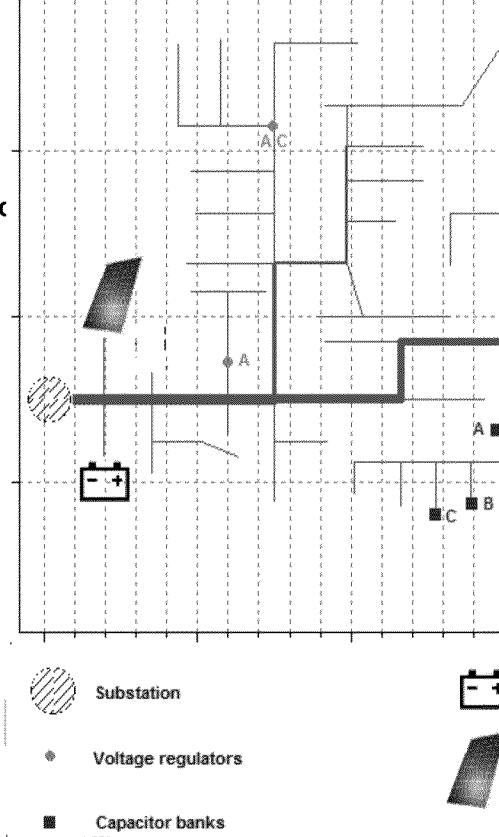 A C
A
A
B
C
Substation
Voltage regulators
Capacitor banks